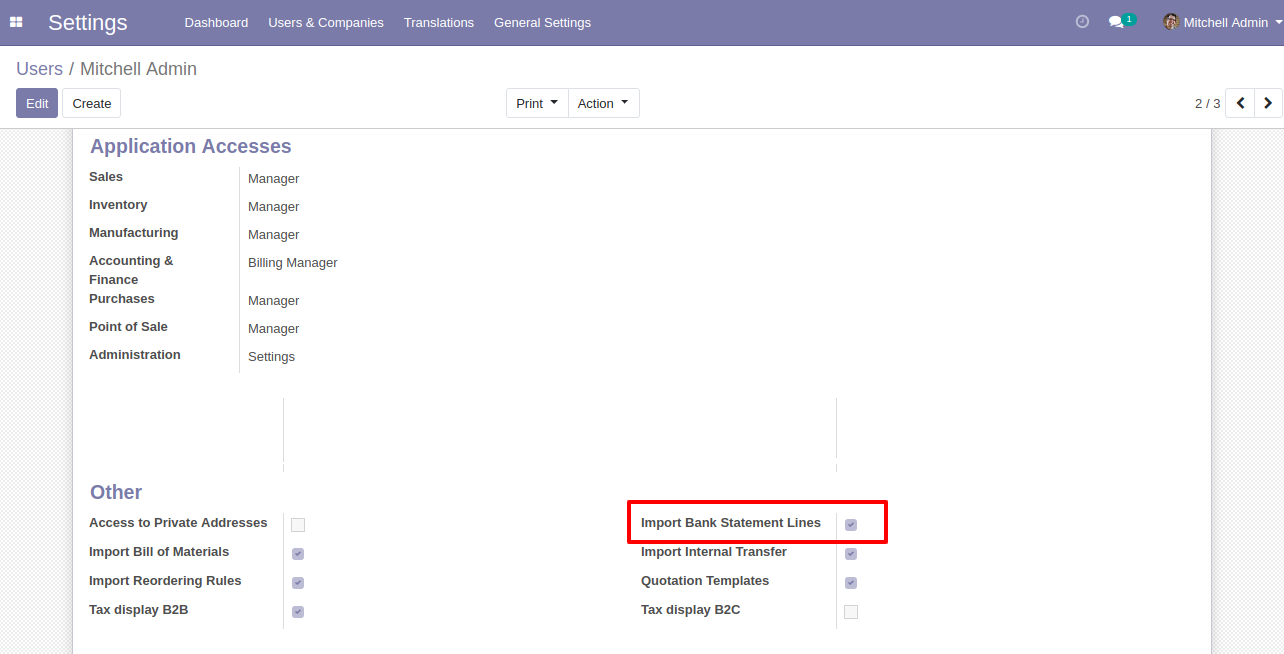 Settings Dashboard Users & Companies Translations General Settings 1 Mitchell Admin
Users / Mitchell Admin
Edit Create Print Action 2 / 3
Application Accesses
Sales Manager
Inventory Manager
Manufacturing Manager
Accounting & Billing Manager
Finance
Purchases Manager
Point of Sale Manager
Administration Settings
Other
Access to Private Addresses Import Bank Statement Lines
Import Bill of Materials Import Internal Transfer
Import Reordering Rules Quotation Templates
Tax display B2B Tax display B2C